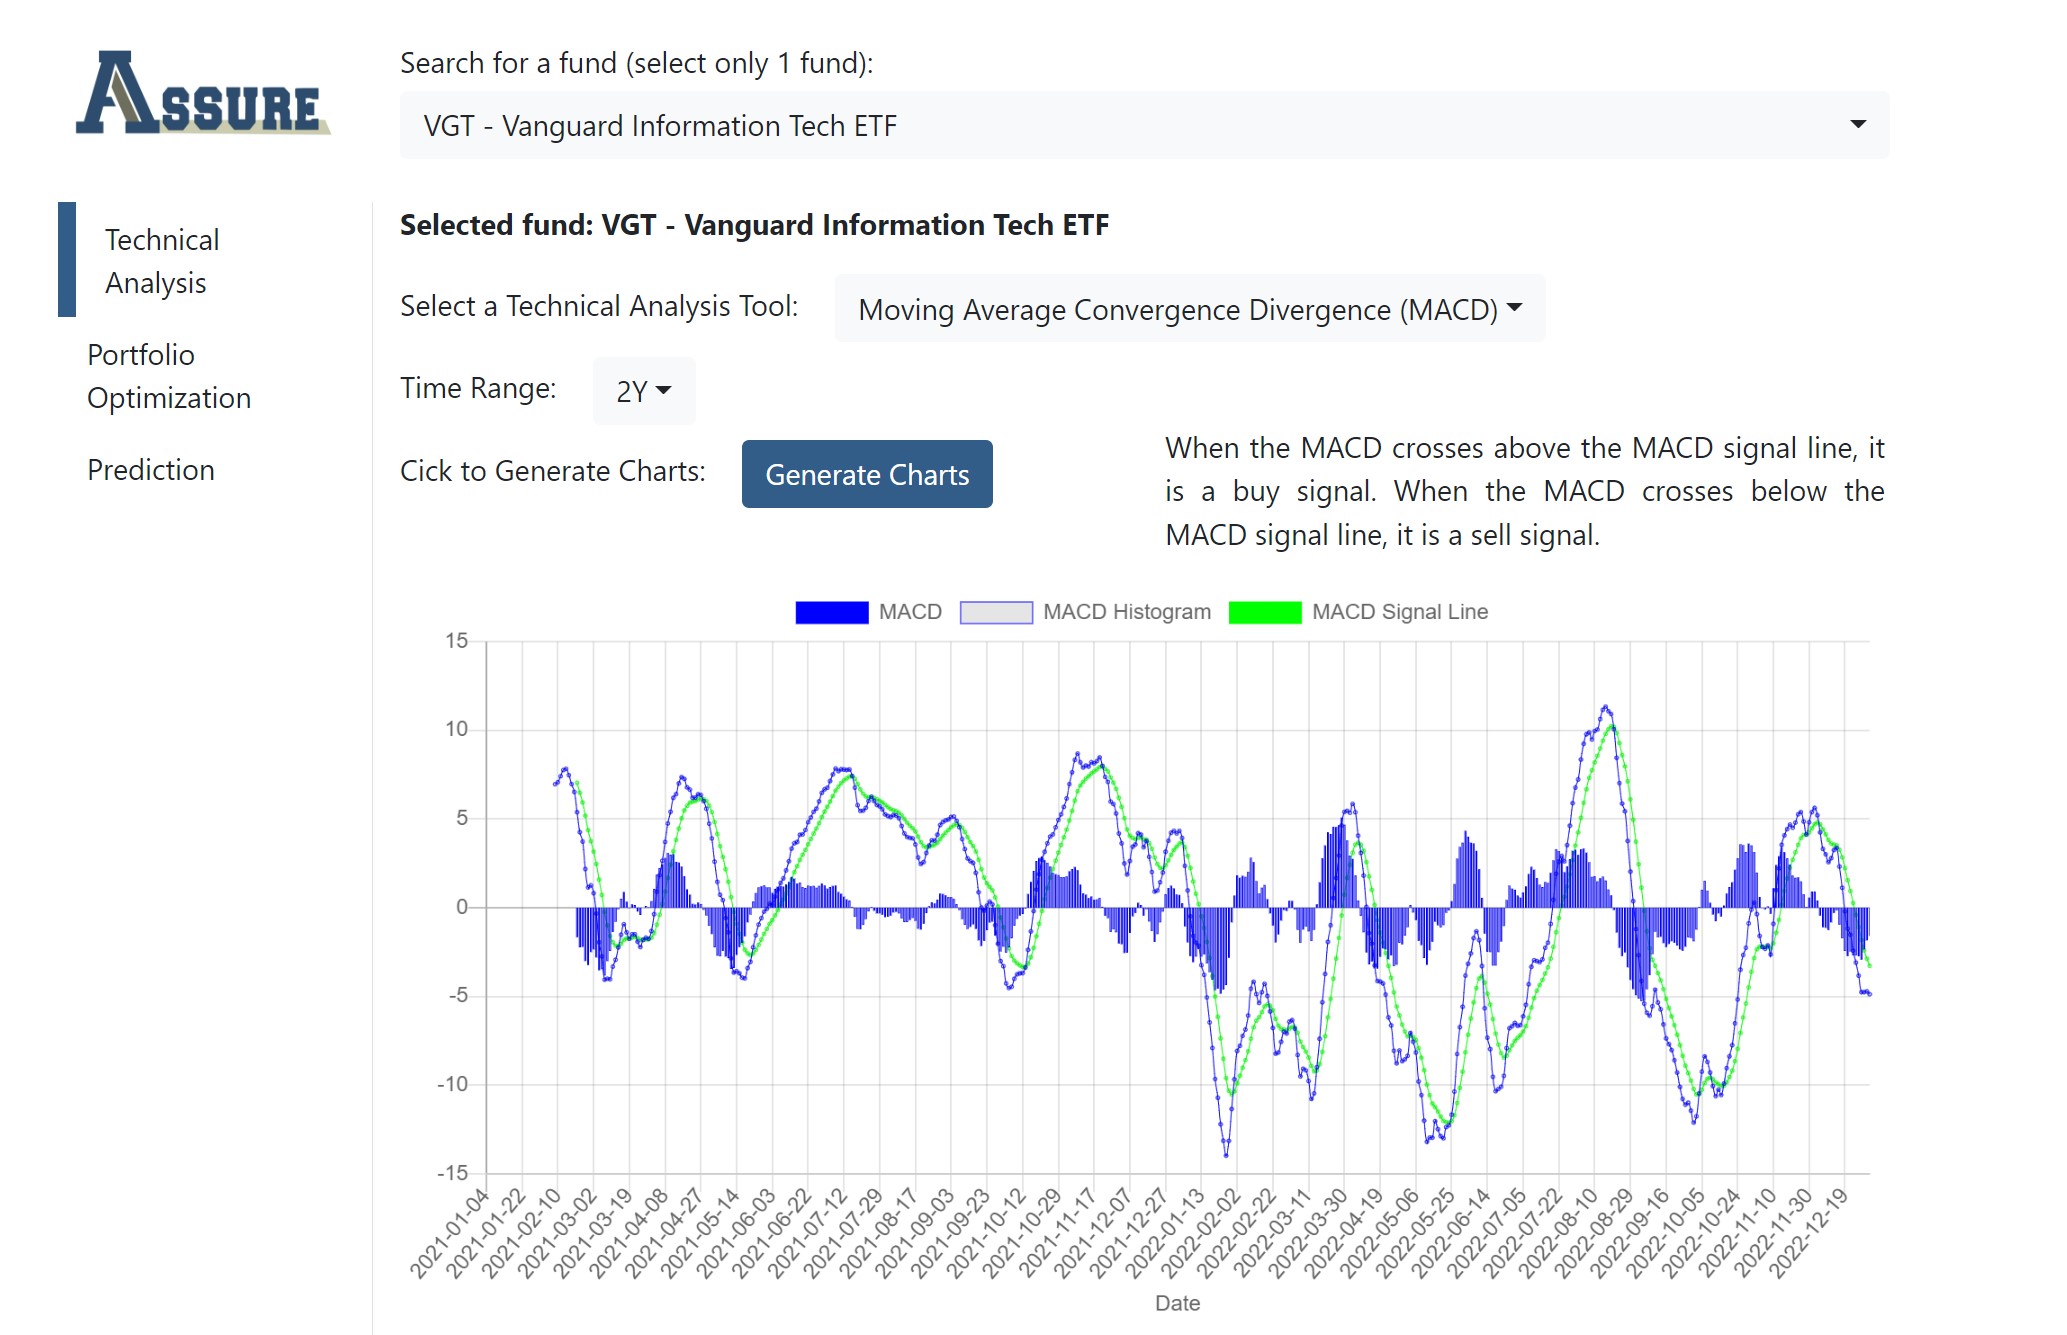 ASSURE
Search for a fund (select only 1 fund):
VGT - Vanguard Information Tech ETF
Technical
Analysis
Portfolio
Optimization
Prediction
Selected fund: VGT - Vanguard Information Tech ETF
Select a Technical Analysis Tool:
Moving Average Convergence Divergence (MACD)
Time Range:
2Y
Cick to Generate Charts:
Generate Charts
When the MACD crosses above the MACD signal line, it
is a buy signal. When the MACD crosses below the
MACD signal line, it is a sell signal.
MACD
MACD Histogram
MACD Signal Line
15
10
5
0
-5
-10
-15
2021-01-04
2021-01-22
2021-02-10
2021-03-02
2021-03-19
2021-04-08
2021-04-27
2021-05-14
2021-06-03
2021-06-22
2021-07-12
2021-07-29
2021-08-17
2021-09-03
2021-09-23
2021-10-12
2021-10-29
2021-11-17
2021-12-07
2021-12-27
2022-01-13
2022-02-02
2022-02-22
2022-03-11
2022-03-30
2022-04-19
2022-05-06
2022-05-25
2022-06-14
2022-07-05
2022-07-22
2022-08-10
2022-08-29
2022-09-16
2022-10-05
2022-10-24
2022-11-10
2022-11-30
2022-12-19
Date